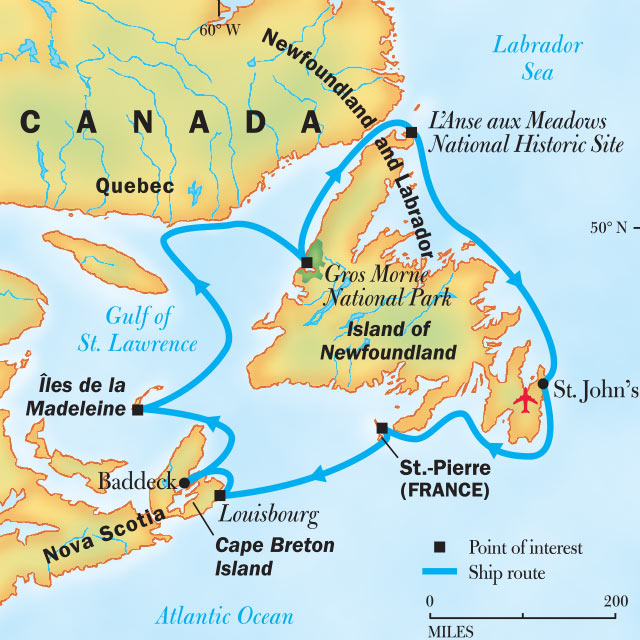 60° W
Labrador
Sea
Newfoundland and Labrador
CANADA
L'Anse aux Meadows
National Historic Site
Quebec
50° N
Gros Morne
National Park
Gulf of
St. Lawrence
Island of
Newfoundland
Îles de la
Madeleine
St. John's
St.-Pierre
(FRANCE)
Baddeck
Louisbourg
Nova Scotia
Cape Breton
Island
Point of interest
Ship route
Atlantic Ocean
0 200
MILES